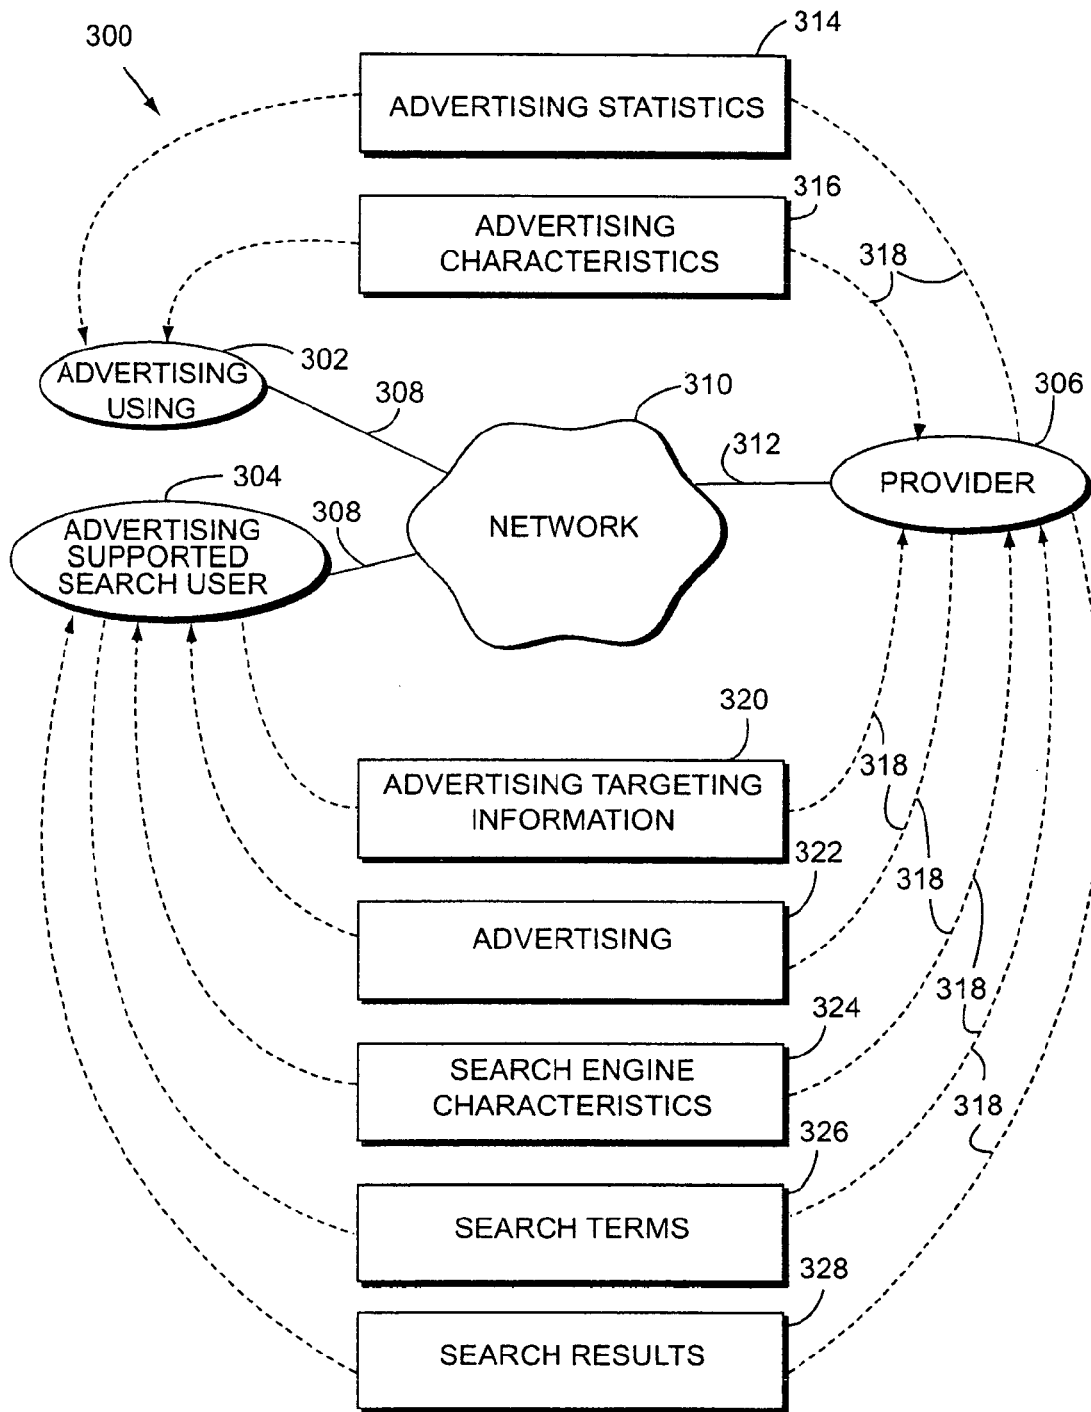 314
300
ADVERTISING STATISTICS
316
ADVERTISING
CHARACTERISTICS
318
302
ADVERTISING
USING
308
310
306
312
PROVIDER
304
308
NETWORK
ADVERTISING
SUPPORTED
SEARCH USER
320
ADVERTISING TARGETING
INFORMATION
318
322
318
ADVERTISING
318
324
SEARCH ENGINE
CHARACTERISTICS
318
326
SEARCH TERMS
328
SEARCH RESULTS